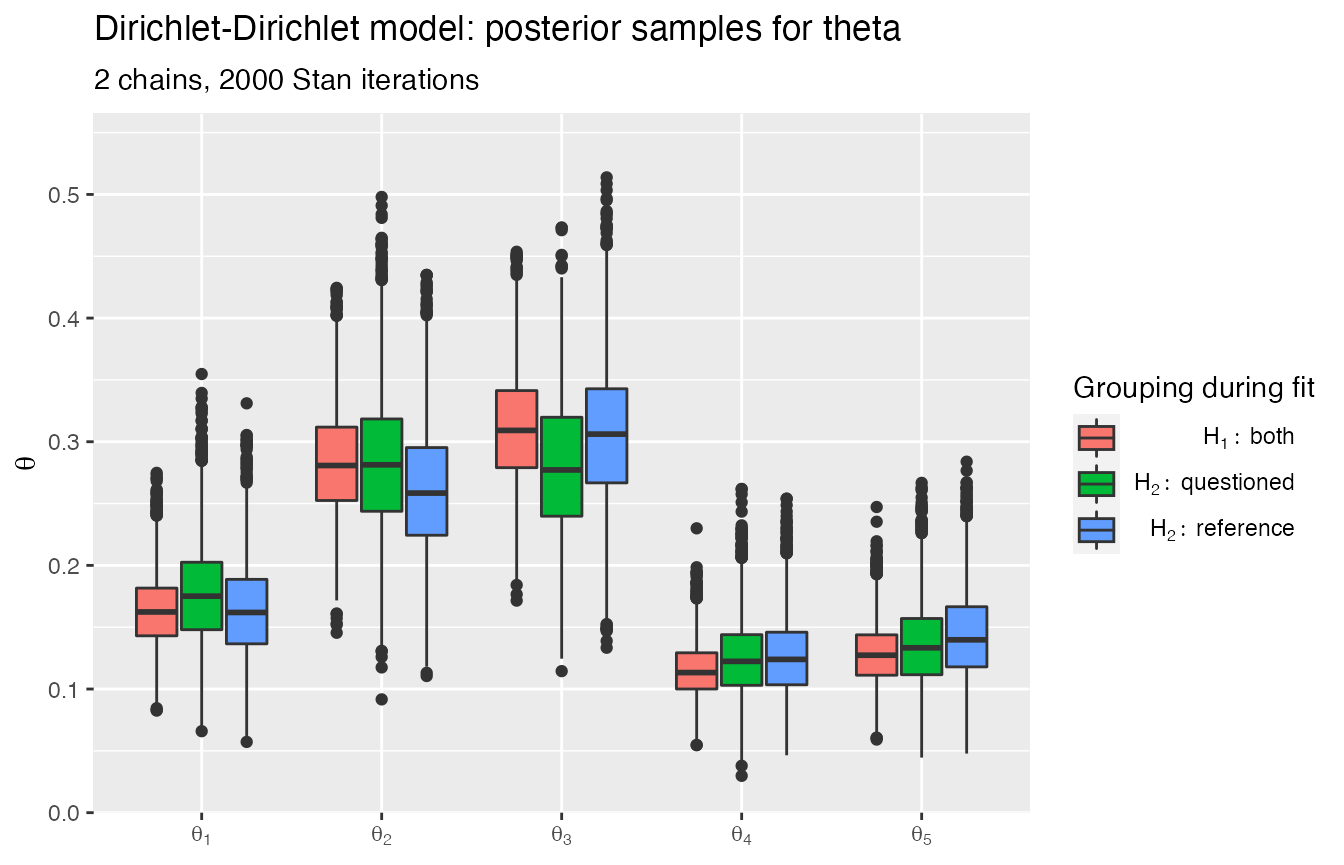 Dirichlet-Dirichlet model: posterior samples for theta
2 chains, 2000 Stan iterations
θ
0.5
0.4
0.3
0.2
0.1
0.0
θ₁ θ₂ θ₃ θ₄ θ₅
Grouping during fit
H₁: both
H₂: questioned
H₂: reference